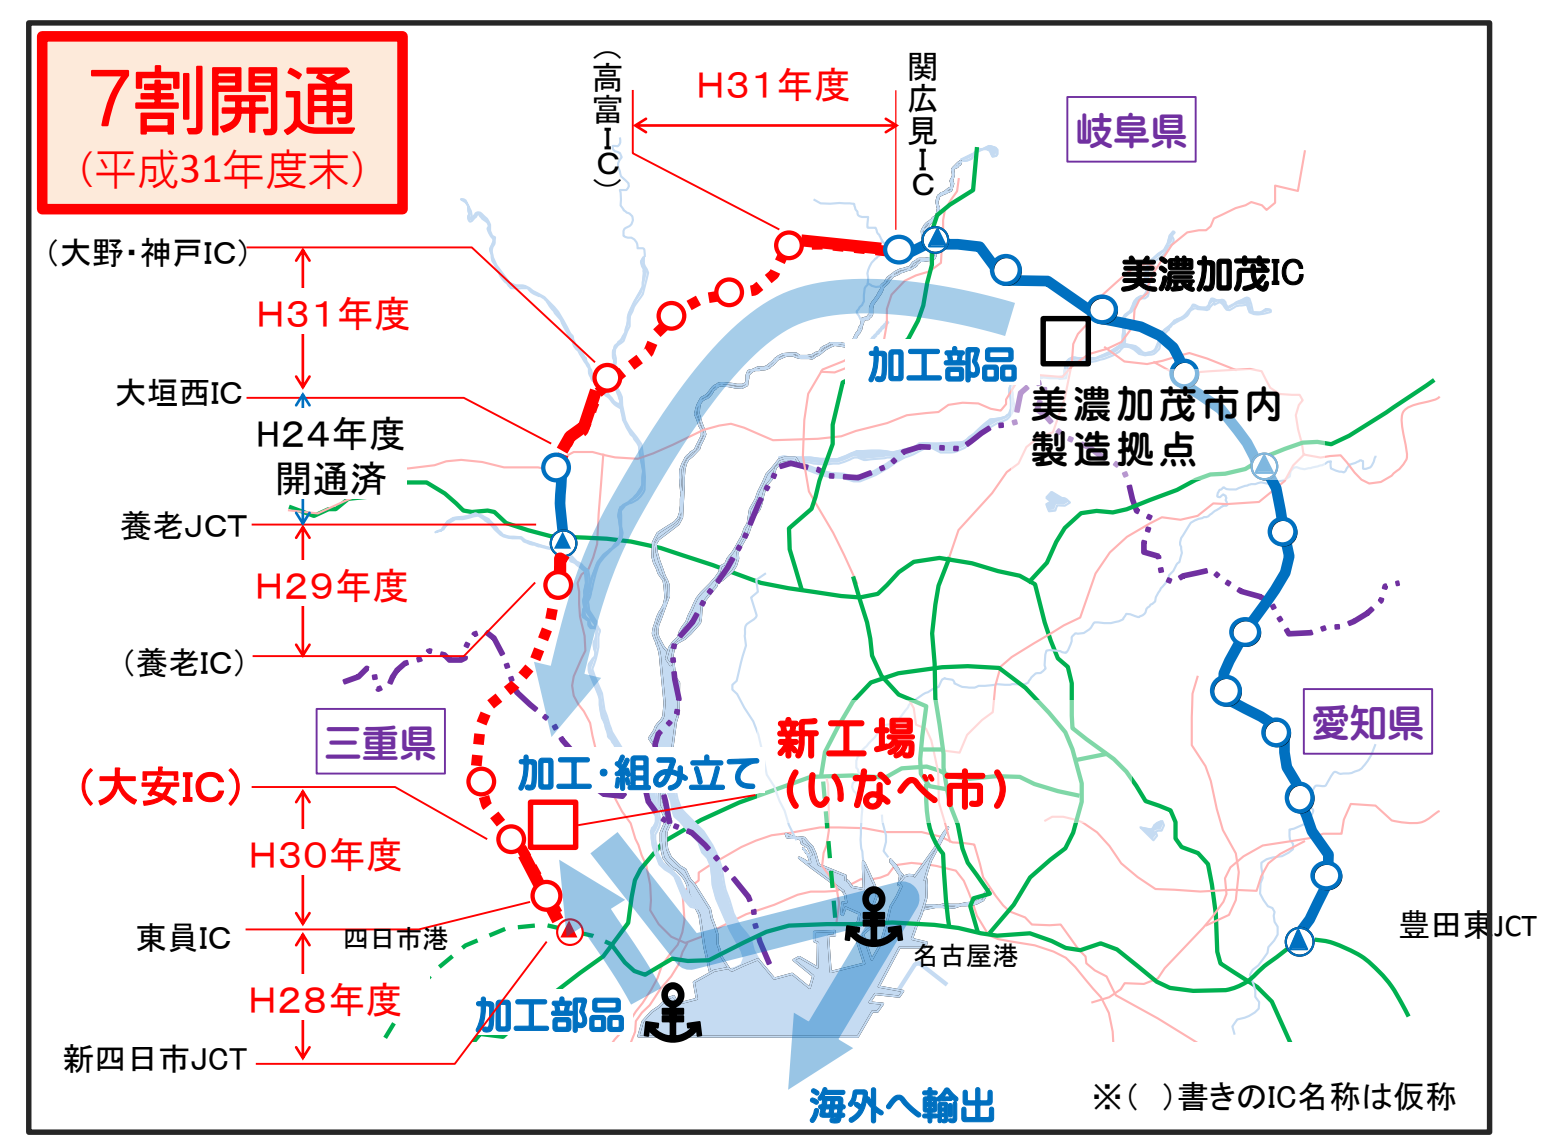 7割開通
（平成31年度末）
（高富IC）
H31年度
関広見IC
岐阜県
（大野・神戸IC）
H31年度
美濃加茂IC
加工部品
大垣西IC
美濃加茂市内
製造拠点
H24年度
開通済
養老JCT
H29年度
（養老IC）
三重県
愛知県
新工場
（いなべ市）
加工・組み立て
（大安IC）
H30年度
東員IC
四日市港
名古屋港
豊田東JCT
H28年度
加工部品
新四日市JCT
海外へ輸出
※（　）書きのIC名称は仮称